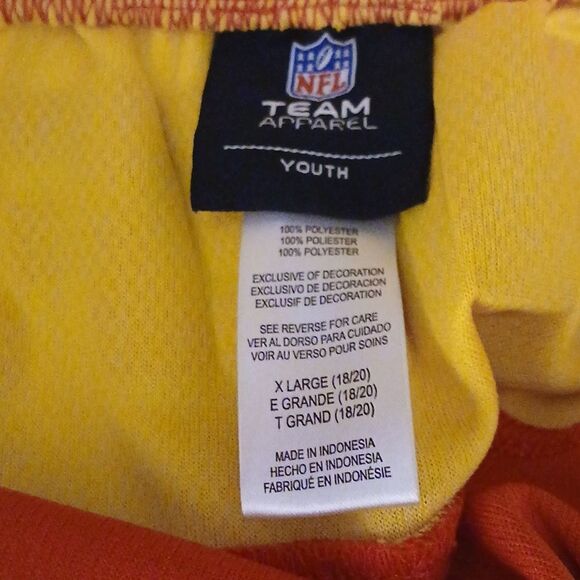 NFL
TEAM
APPAREL
YOUTH
100% POLYESTER
100% POLIESTER
100% POLYESTER
EXCLUSIVE OF DECORATION
EXCLUSIVO DE DECORACION
EXCLUSIF DE DECORATION
SEE REVERSE FOR CARE
VER AL DORSO PARA CUIDADO
VOIR AU VERSO POUR SOINS
X LARGE (18/20)
E GRANDE (18/20)
T GRAND (18/20)
MADE IN INDONESIA
HECHO EN INDONESIA
FABRIQUÉ EN INDONÉSIE